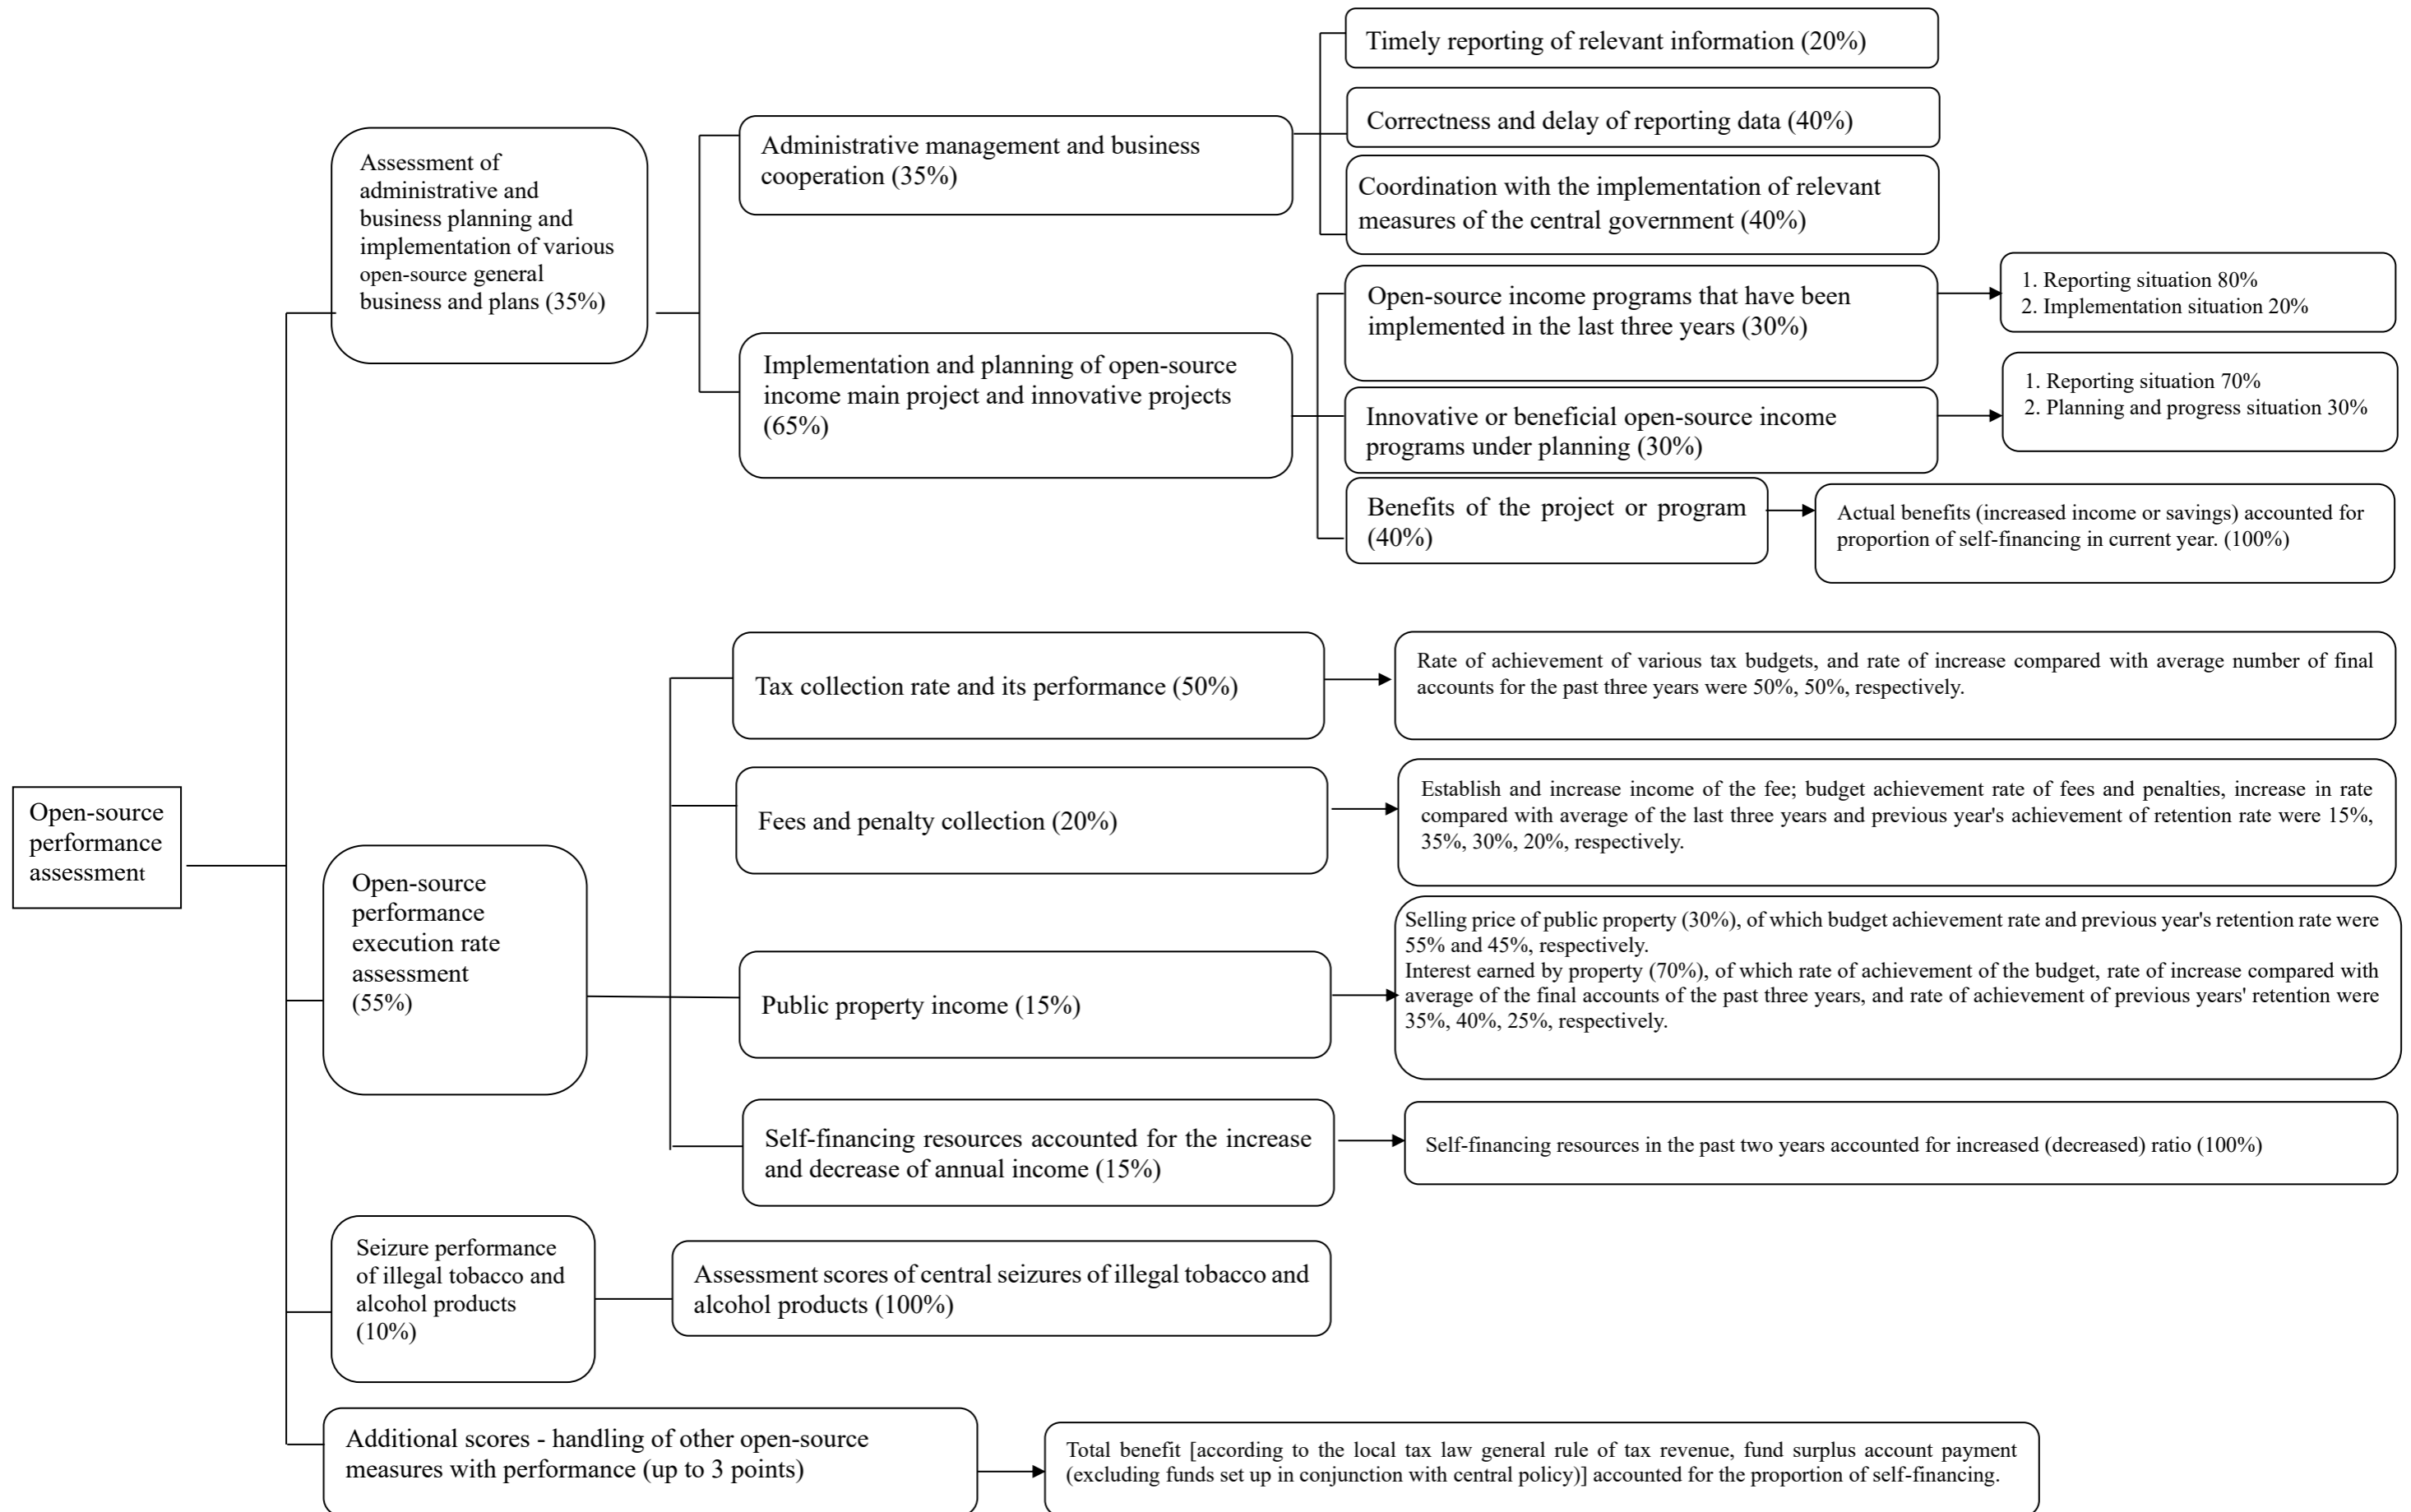 Open-source
performance
assessment
Assessment of
administrative and
business planning and
implementation of various
open-source general
business and plans (35%)
Administrative management and business
cooperation (35%)
Timely reporting of relevant information (20%)
Correctness and delay of reporting data (40%)
Coordination with the implementation of relevant
measures of the central government (40%)
Implementation and planning of open-source
income main project and innovative projects
(65%)
Open-source income programs that have been
implemented in the last three years (30%)
1. Reporting situation 80%
2. Implementation situation 20%
Innovative or beneficial open-source income
programs under planning (30%)
1. Reporting situation 70%
2. Planning and progress situation 30%
Benefits of the project or program
(40%)
Actual benefits (increased income or savings) accounted for
proportion of self-financing in current year. (100%)
Open-source
performance
execution rate
assessment
(55%)
Tax collection rate and its performance (50%)
Rate of achievement of various tax budgets, and rate of increase compared with average number of final
accounts for the past three years were 50%, 50%, respectively.
Fees and penalty collection (20%)
Establish and increase income of the fee; budget achievement rate of fees and penalties, increase in rate
compared with average of the last three years and previous year's achievement of retention rate were 15%,
35%, 30%, 20%, respectively.
Public property income (15%)
Selling price of public property (30%), of which budget achievement rate and previous year's retention rate were
55% and 45%, respectively.
Interest earned by property (70%), of which rate of achievement of the budget, rate of increase compared with
average of the final accounts of the past three years, and rate of achievement of previous years' retention were
35%, 40%, 25%, respectively.
Self-financing resources accounted for the increase
and decrease of annual income (15%)
Self-financing resources in the past two years accounted for increased (decreased) ratio (100%)
Seizure performance
of illegal tobacco and
alcohol products
(10%)
Assessment scores of central seizures of illegal tobacco and
alcohol products (100%)
Additional scores - handling of other open-source
measures with performance (up to 3 points)
Total benefit [according to the local tax law general rule of tax revenue, fund surplus account payment
(excluding funds set up in conjunction with central policy)] accounted for the proportion of self-financing.